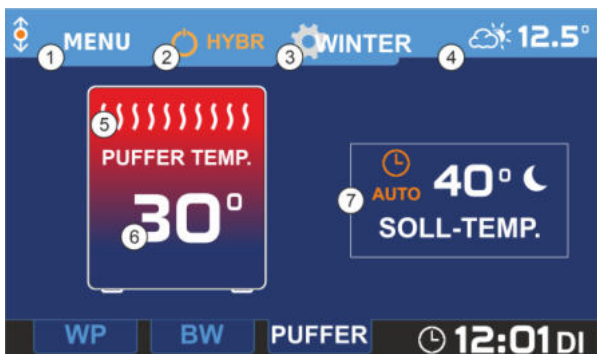 1 MENU 2 HYBR 3 WINTER 4 12.5°
5
PUFFER TEMP.
6 30°
7 AUTO 40°
SOLL-TEMP.
WP BW PUFFER 12:01 DI